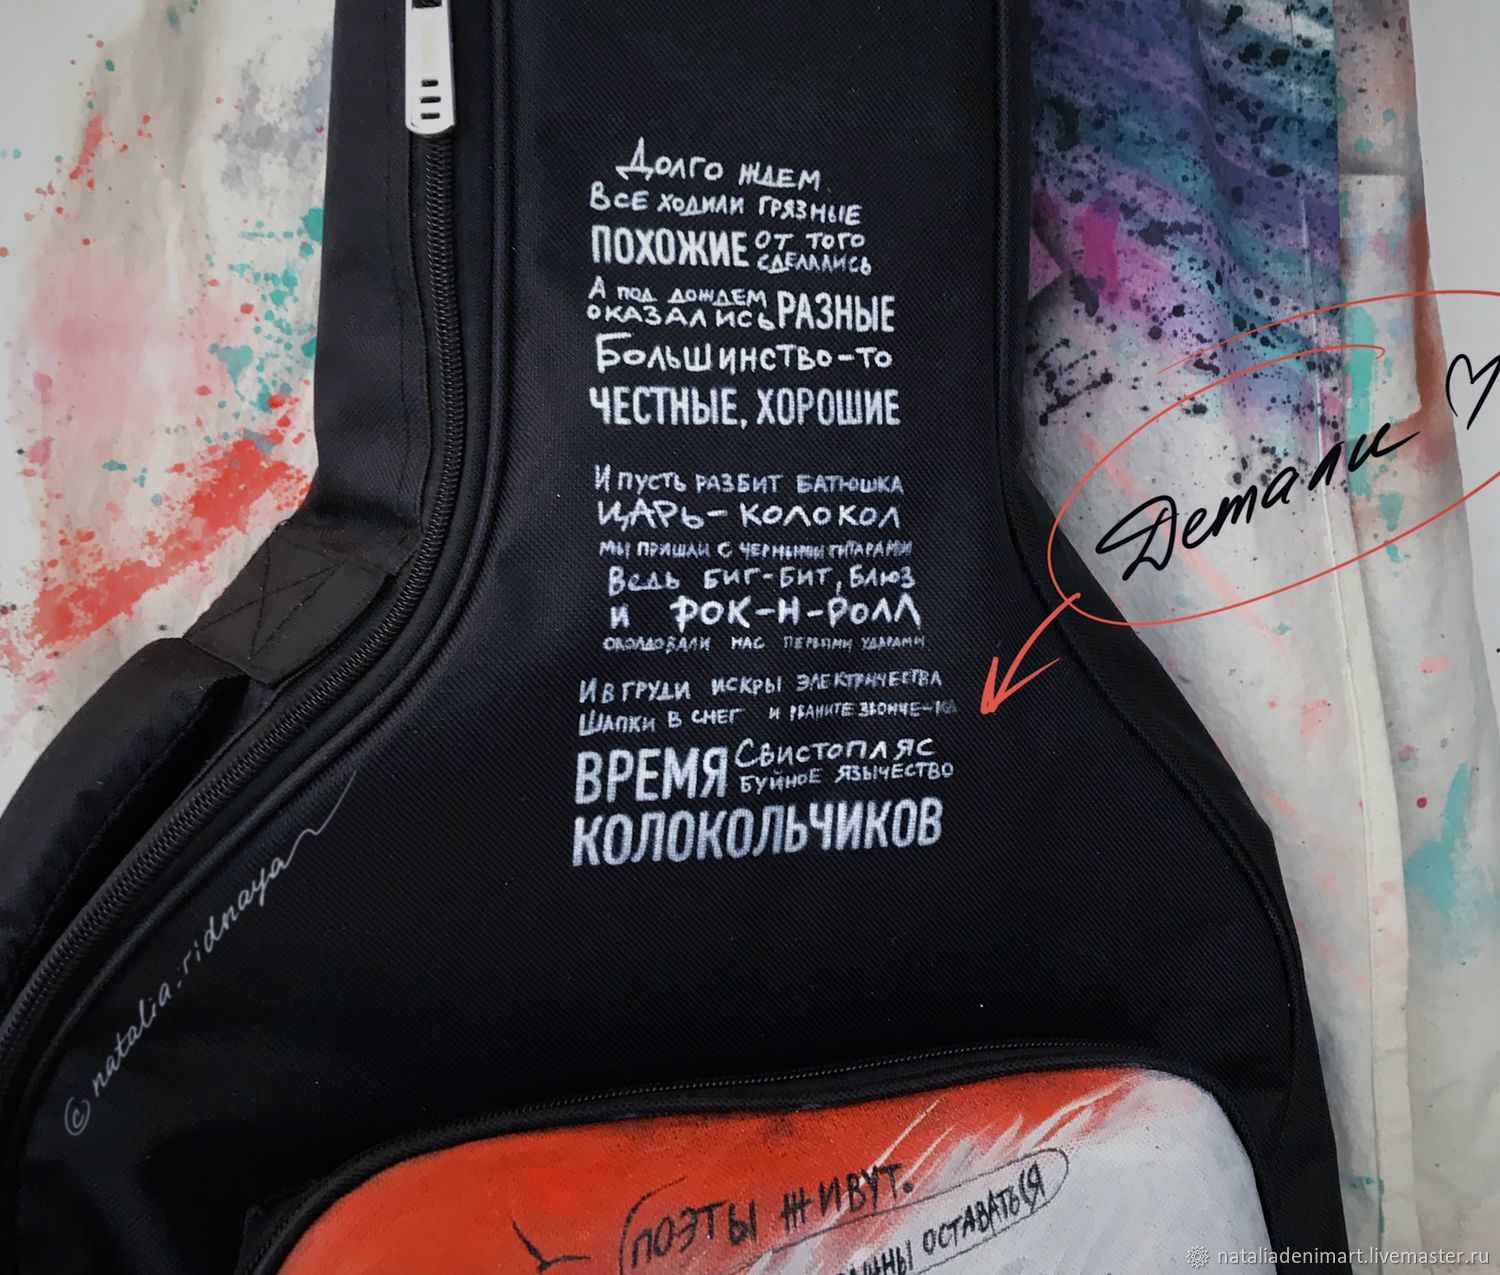 Долго ждем
Все ходили грязные
ПОХОЖИЕ от того
сделались
А под дождем
оказались РАЗНЫЕ
Большинство-то
ЧЕСТНЫЕ, ХОРОШИЕ
И пусть разбит батюшка
Царь-колокол
мы пришли с черными гитарами
Ведь биг-бит, блюз
и рок-н-ролл
околдовали нас первыми ударами
И в груди искры электричества
Шапки в снег и рваните звонче-ка
ВРЕМЯ Свистопляс
буйное язычество
КОЛОКОЛЬЧИКОВ
Детали
© natalia.ridnaya
ПОЭТЫ ЖИВУТ.
ОСТАВАТЬСЯ
nataliadenimart.livemaster.ru